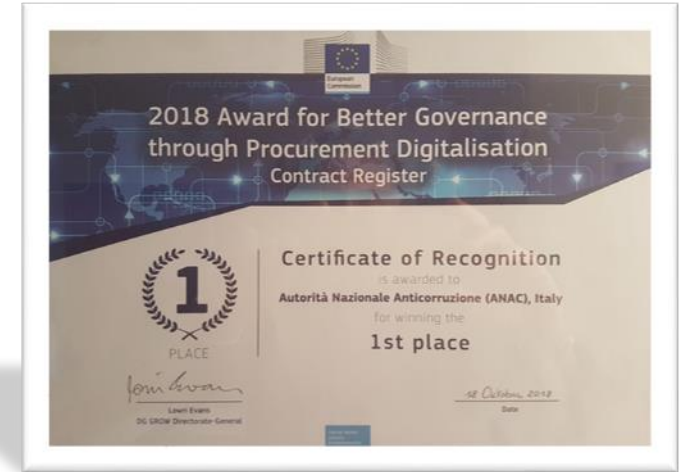 European
Commission
2018 Award for Better Governance
through Procurement Digitalisation
Contract Register
1
PLACE
Certificate of Recognition
is awarded to
Autorità Nazionale Anticorruzione (ANAC), Italy
for winning the
1st place
Lowri Evans
DG GROW Directorate-General
18 October 2018
Date